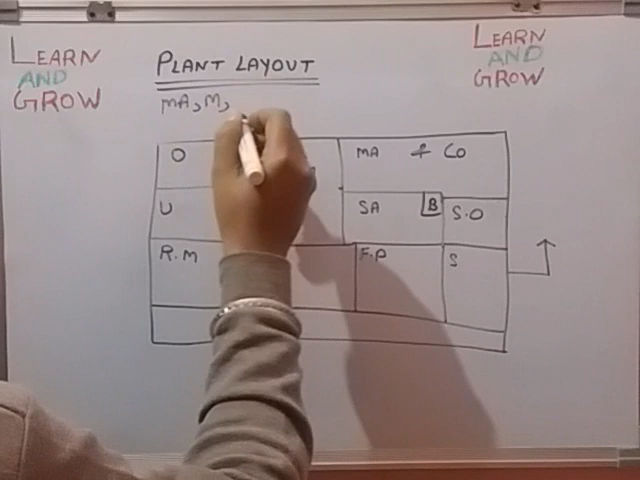 LEARN
AND
GROW
PLANT LAYOUT
LEARN
AND
GROW
MA, M,
O
MA & CO
U
SA
B
S.O
R.M
F.P
S